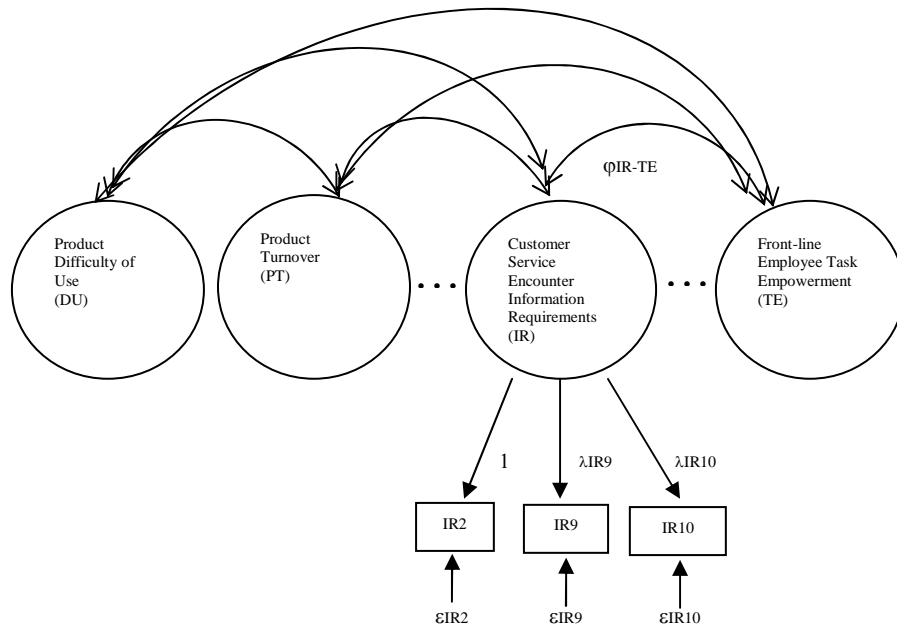 φIR-TE
Product
Difficulty of
Use
(DU)
Product
Turnover
(PT)
Customer
Service
Encounter
Information
Requirements
(IR)
Front-line
Employee Task
Empowerment
(TE)
1
λIR9
λIR10
IR2
IR9
IR10
εIR2
εIR9
εIR10